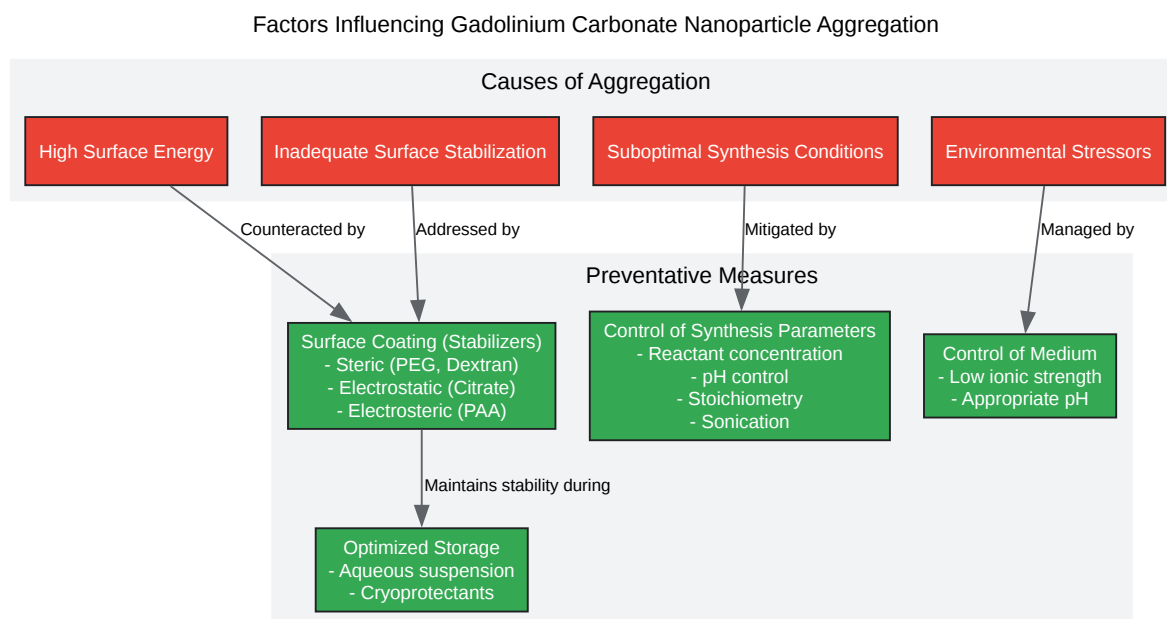 Factors Influencing Gadolinium Carbonate Nanoparticle Aggregation
Causes of Aggregation
High Surface Energy
Inadequate Surface Stabilization
Suboptimal Synthesis Conditions
Environmental Stressors
Counteracted by
Addressed by
Mitigated by
Managed by
Preventative Measures
Surface Coating (Stabilizers)
- Steric (PEG, Dextran)
- Electrostatic (Citrate)
- Electrosteric (PAA)
Control of Synthesis Parameters
- Reactant concentration
- pH control
- Stoichiometry
- Sonication
Control of Medium
- Low ionic strength
- Appropriate pH
Maintains stability during
Optimized Storage
- Aqueous suspension
- Cryoprotectants